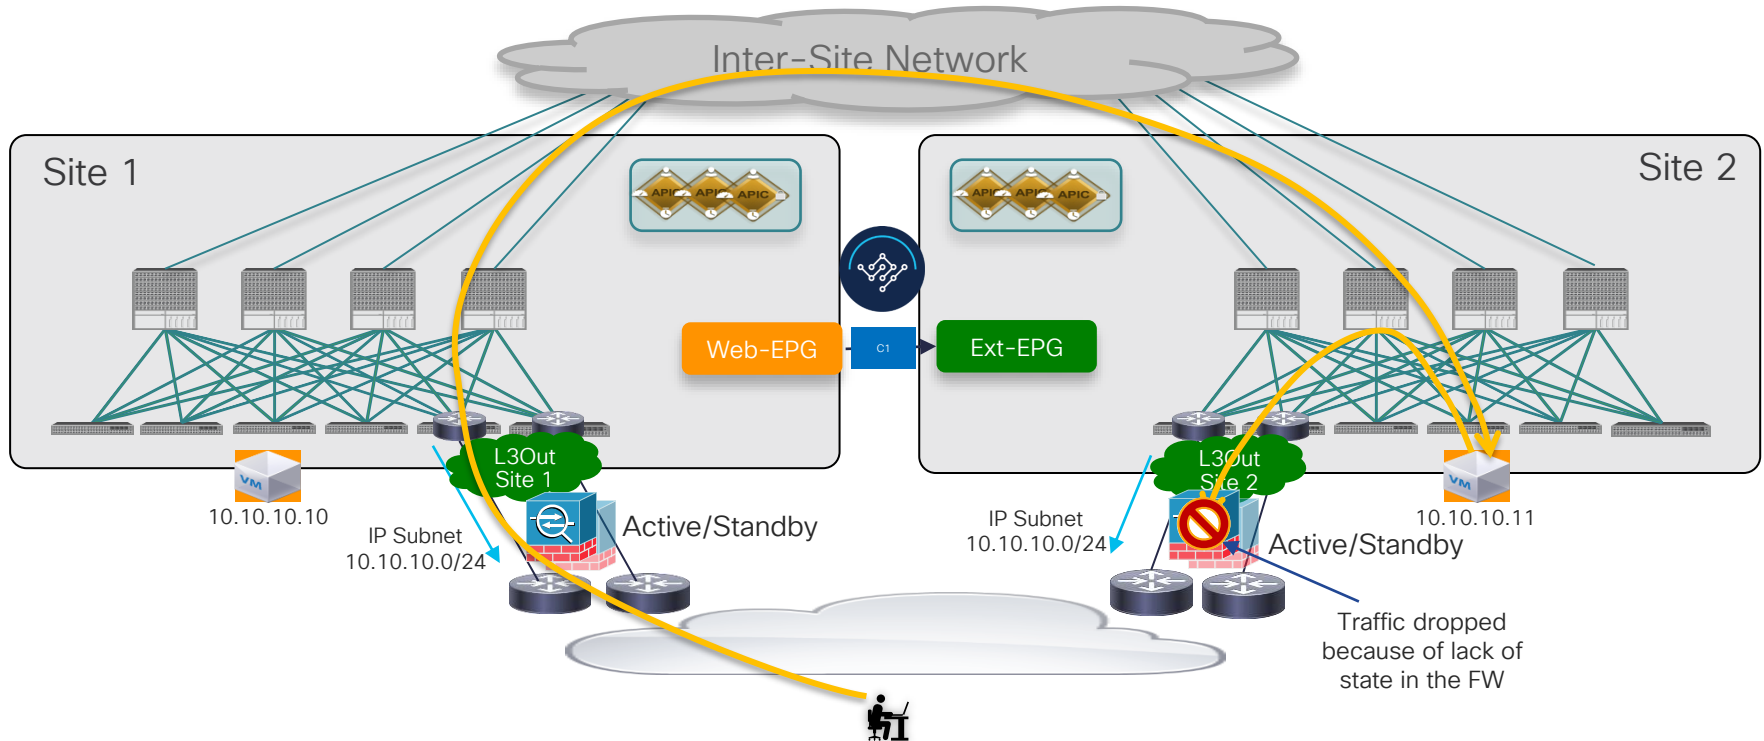 Inter-Site Network
Site 1
Site 2
APIC
APIC
APIC
APIC
APIC
APIC
Web-EPG
C1
Ext-EPG
L3Out
Site 1
L3Out
Site 2
VM
10.10.10.10
VM
10.10.10.11
IP Subnet
10.10.10.0/24
Active/Standby
IP Subnet
10.10.10.0/24
Active/Standby
Traffic dropped
because of lack of
state in the FW